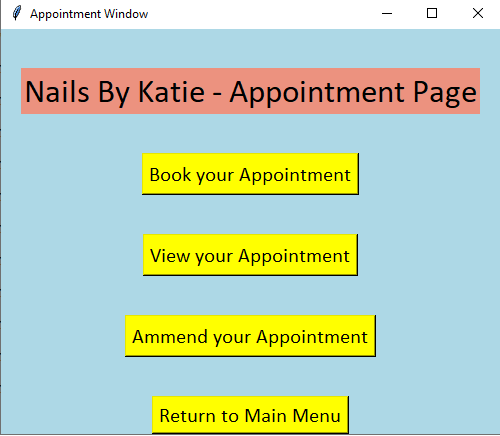 Appointment Window
Nails By Katie - Appointment Page
Book your Appointment
View your Appointment
Ammend your Appointment
Return to Main Menu